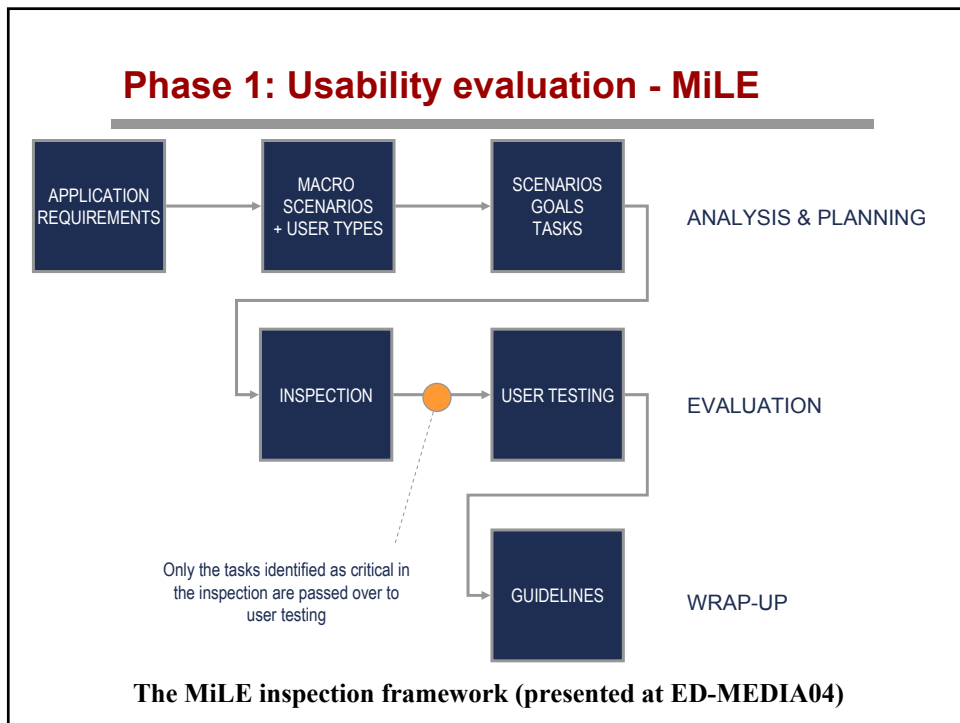 Phase 1: Usability evaluation - MiLE
APPLICATION
REQUIREMENTS
MACRO
SCENARIOS
+ USER TYPES
SCENARIOS
GOALS
TASKS
ANALYSIS & PLANNING
INSPECTION
USER TESTING
EVALUATION
Only the tasks identified as critical in
the inspection are passed over to
user testing
GUIDELINES
WRAP-UP
The MiLE inspection framework (presented at ED-MEDIA04)